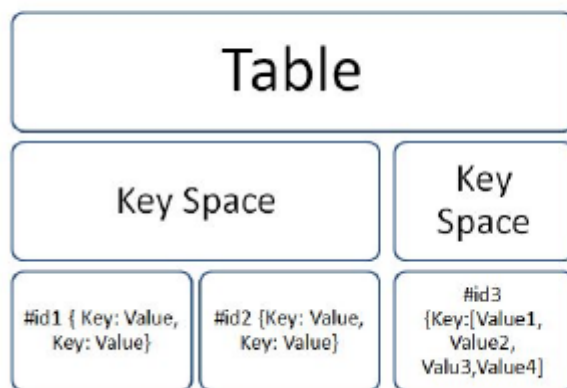 Table
Key Space
Key
Space
#id1 { Key: Value,
Key: Value}
#id2 {Key: Value,
Key: Value}
#id3
{Key:[Value1,
Value2,
Valu3,Value4]